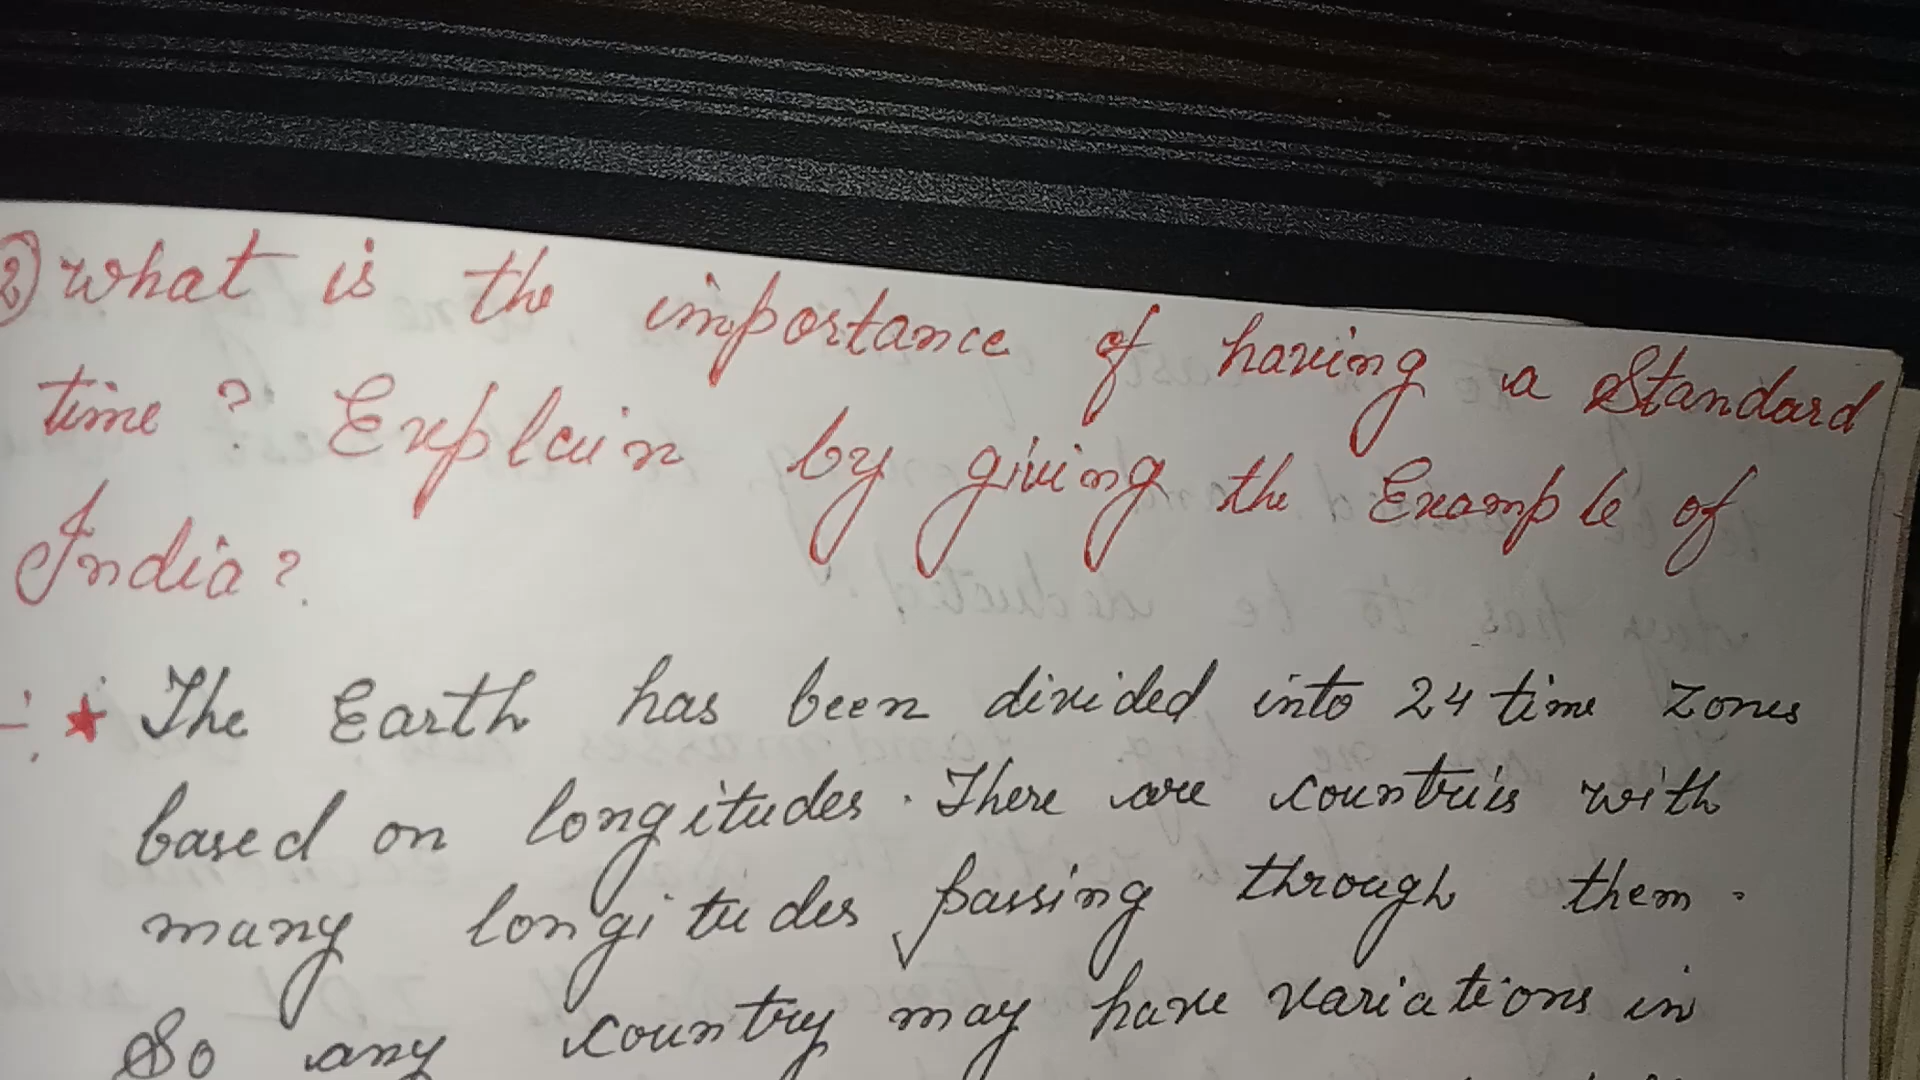 2) What is the importance of having a Standard
time? Explain by giving the Example of
India?
The Earth has been divided into 24 time zones
based on longitudes. There are countries with
many longitudes passing through them.
So any country may have variations in